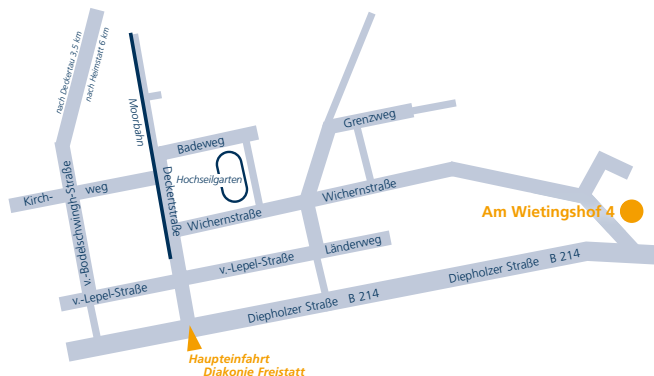 nach Deckertau 3,5 km
nach Heimstatt 6 km
Moorbahn
Grenzweg
Badeweg
Hochseilgarten
Kirch- weg
Deckertstraße
v.-Bodelschwingh-Straße
Wichernstraße
Wichernstraße
Am Wietingshof 4
Länderweg
v.-Lepel-Straße
v.-Lepel-Straße
Diepholzer Straße B 214
Diepholzer Straße B 214
Haupteinfahrt
Diakonie Freistatt